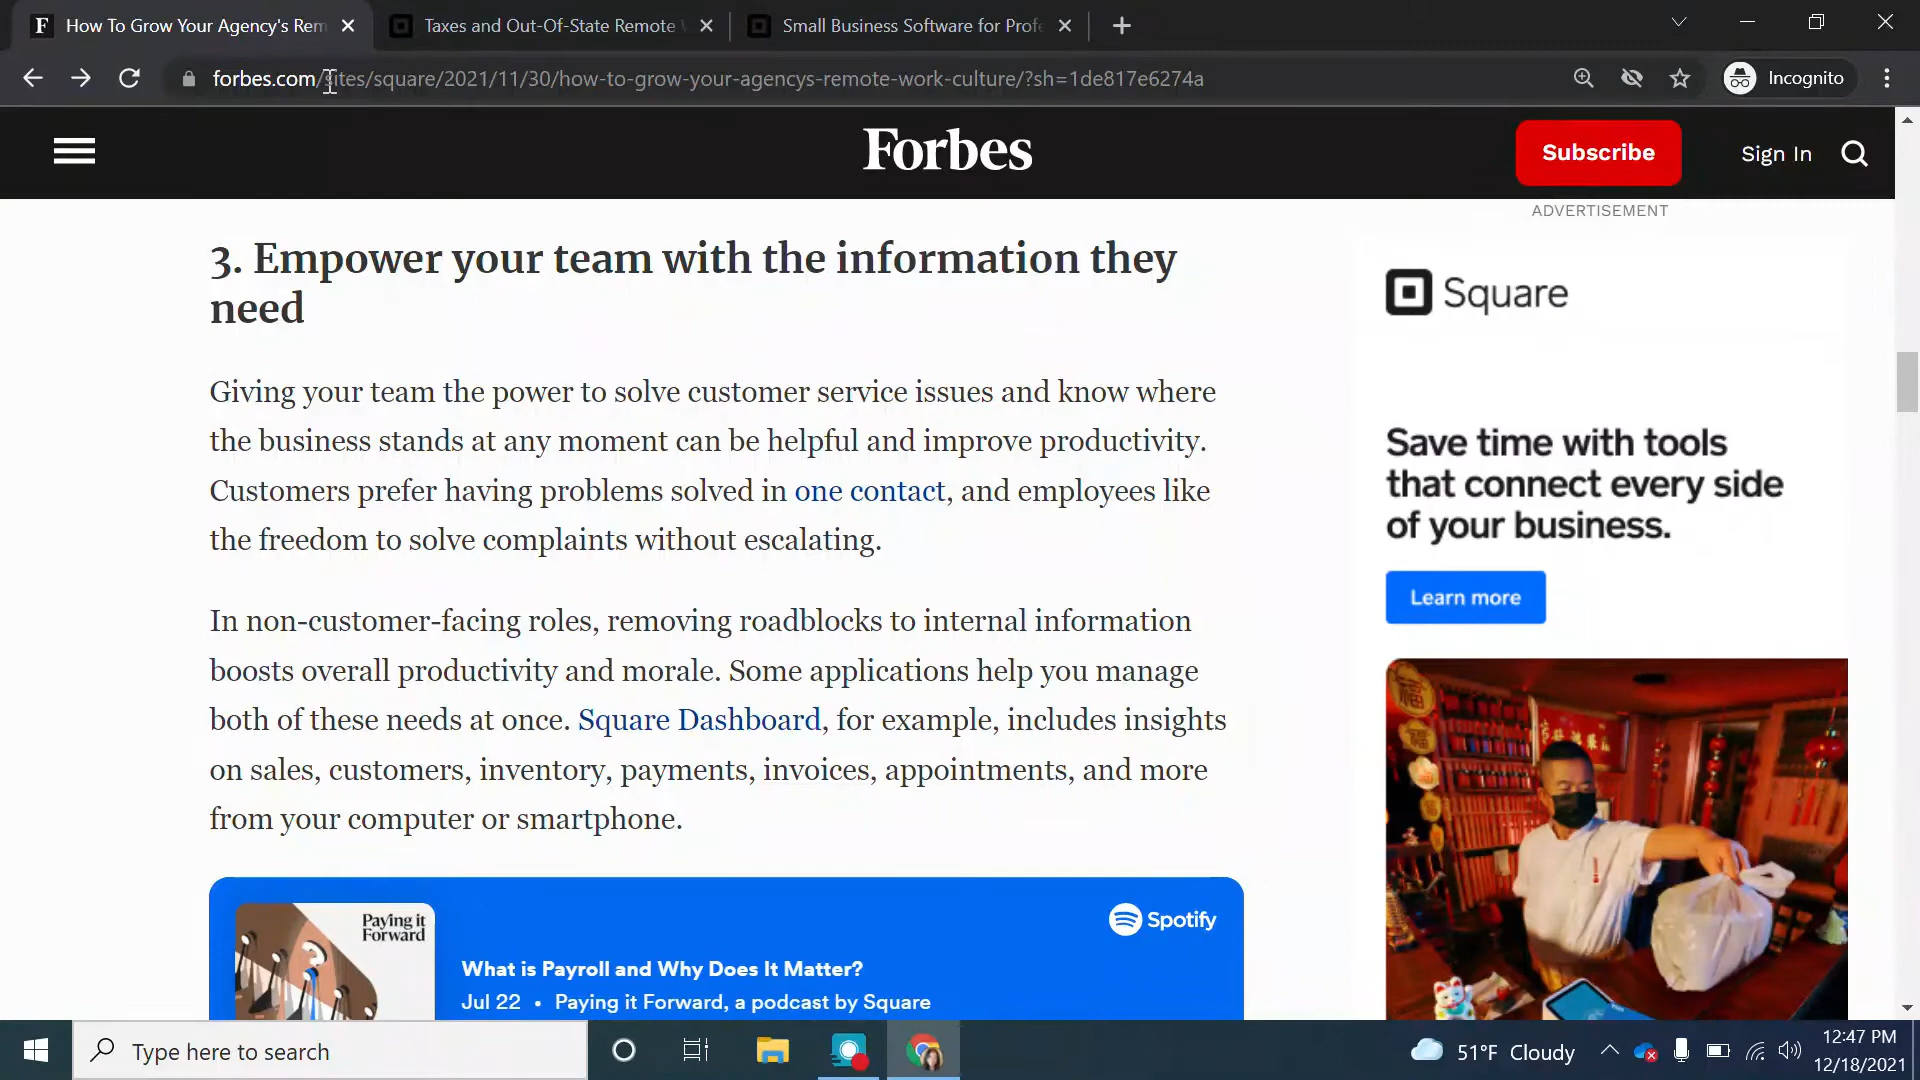 How To Grow Your Agency's Rem
Taxes and Out-Of-State Remote
Small Business Software for Profe
forbes.com/sites/square/2021/11/30/how-to-grow-your-agencys-remote-work-culture/?sh=1de817e6274a
Incognito
Forbes
Subscribe
Sign In
ADVERTISEMENT
3. Empower your team with the information they
need
Giving your team the power to solve customer service issues and know where
the business stands at any moment can be helpful and improve productivity.
Customers prefer having problems solved in one contact, and employees like
the freedom to solve complaints without escalating.
In non-customer-facing roles, removing roadblocks to internal information
boosts overall productivity and morale. Some applications help you manage
both of these needs at once. Square Dashboard, for example, includes insights
on sales, customers, inventory, payments, invoices, appointments, and more
from your computer or smartphone.
Paying it
Forward
Spotify
What is Payroll and Why Does It Matter?
Jul 22 • Paying it Forward, a podcast by Square
Square
Save time with tools
that connect every side
of your business.
Learn more
福
Type here to search
51°F Cloudy
12:47 PM
12/18/2021